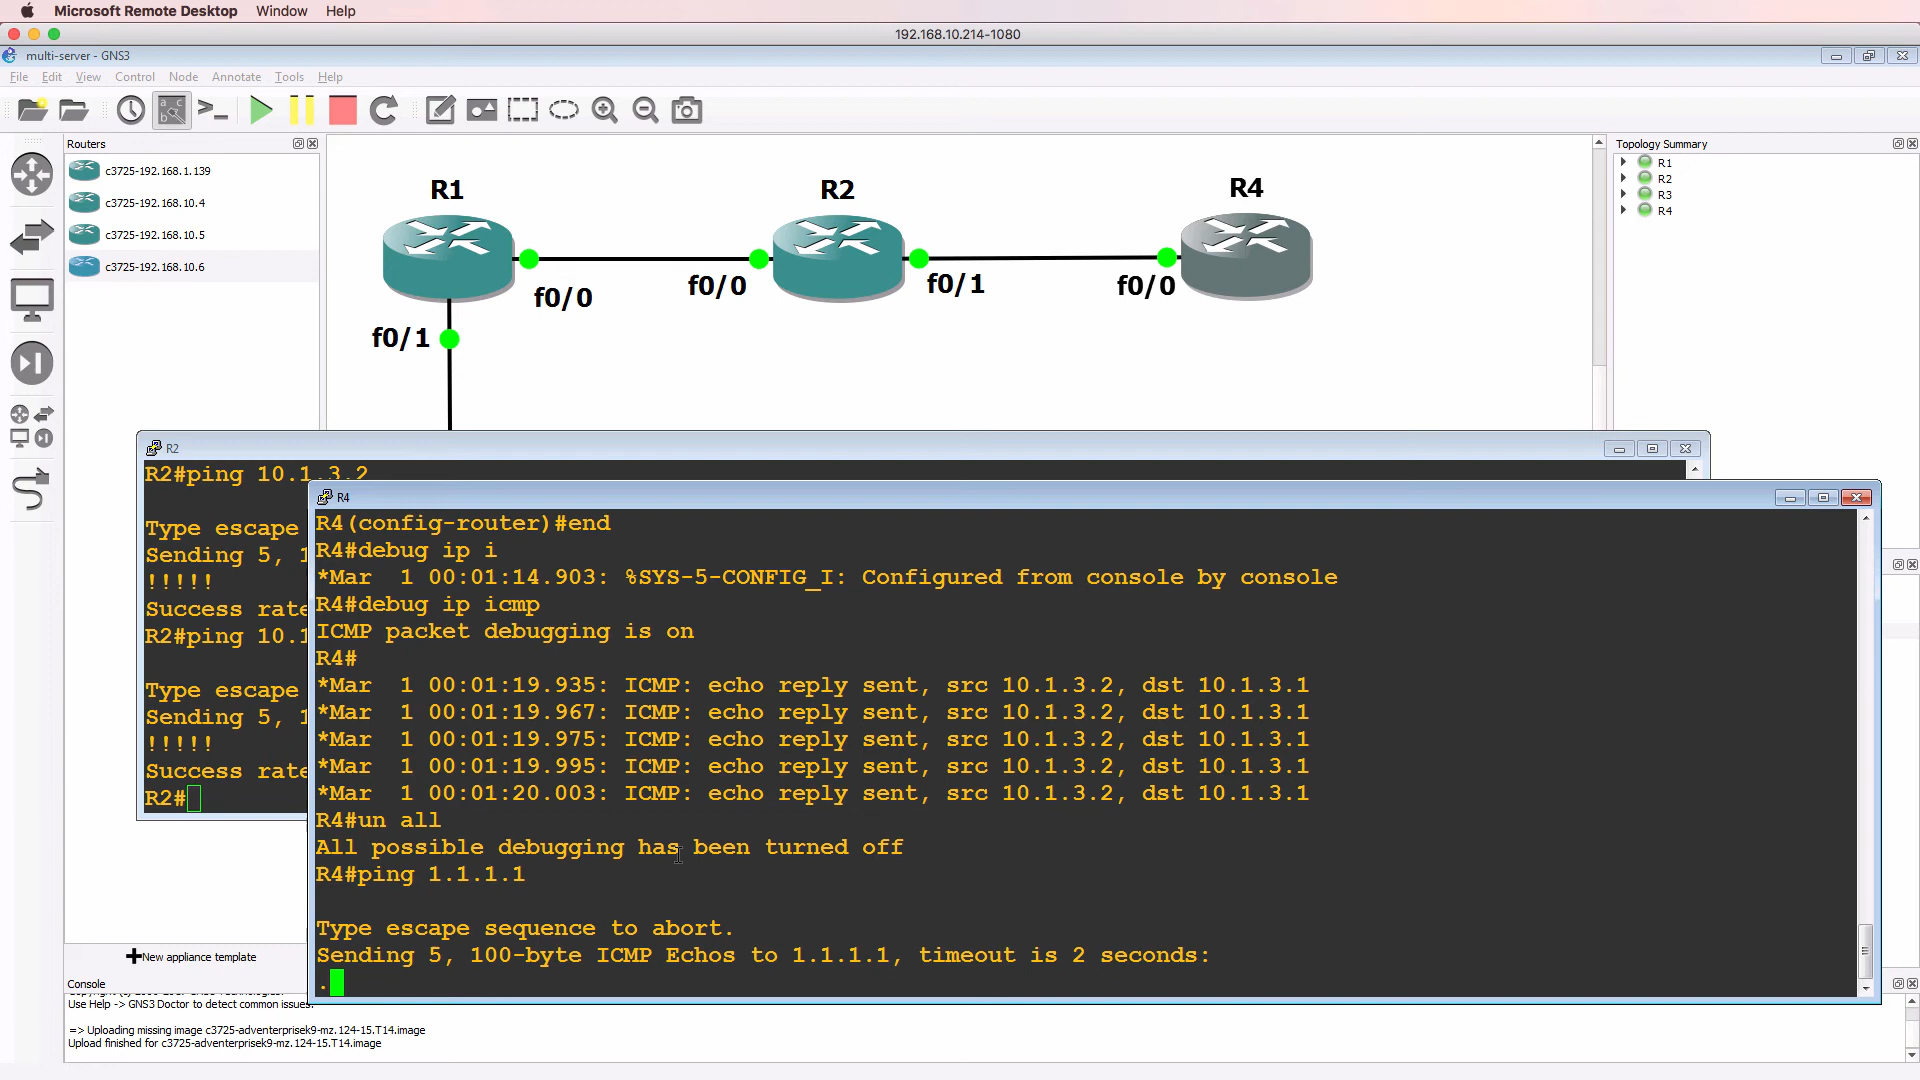 Microsoft Remote Desktop Window Help
192.168.10.214-1080
multi-server - GNS3
File Edit View Control Node Annotate Tools Help
Routers
c3725-192.168.1.139
c3725-192.168.10.4
c3725-192.168.10.5
c3725-192.168.10.6
R1
R2
R4
f0/0
f0/0
f0/1
f0/0
f0/1
Topology Summary
R1
R2
R3
R4
R2
R2#ping 10.1.3.2
Type escape
Sending 5, 1
!!!!!
Success rate
R2#ping 10.1
Type escape
Sending 5, 1
!!!!!
Success rate
R2#
R4
R4(config-router)#end
R4#debug ip i
*Mar 1 00:01:14.903: %SYS-5-CONFIG_I: Configured from console by console
R4#debug ip icmp
ICMP packet debugging is on
R4#
*Mar 1 00:01:19.935: ICMP: echo reply sent, src 10.1.3.2, dst 10.1.3.1
*Mar 1 00:01:19.967: ICMP: echo reply sent, src 10.1.3.2, dst 10.1.3.1
*Mar 1 00:01:19.975: ICMP: echo reply sent, src 10.1.3.2, dst 10.1.3.1
*Mar 1 00:01:19.995: ICMP: echo reply sent, src 10.1.3.2, dst 10.1.3.1
*Mar 1 00:01:20.003: ICMP: echo reply sent, src 10.1.3.2, dst 10.1.3.1
R4#un all
All possible debugging has been turned off
R4#ping 1.1.1.1
Type escape sequence to abort.
Sending 5, 100-byte ICMP Echos to 1.1.1.1, timeout is 2 seconds:
.
New appliance template
Console
Use Help -> GNS3 Doctor to detect common issues.
=> Uploading missing image c3725-adventerprisek9-mz.124-15.T14.image
Upload finished for c3725-adventerprisek9-mz.124-15.T14.image